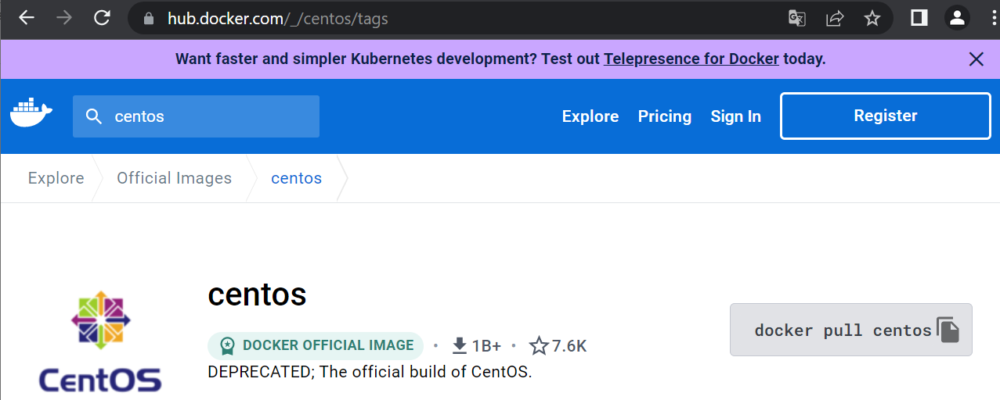 hub.docker.com/_/centos/tags
Want faster and simpler Kubernetes development? Test out Telepresence for Docker today.
centos
Explore Pricing Sign In Register
Explore Official Images centos
centos
docker pull centos
DOCKER OFFICIAL IMAGE • 1B+ • 7.6K
DEPRECATED; The official build of CentOS.
CentOS